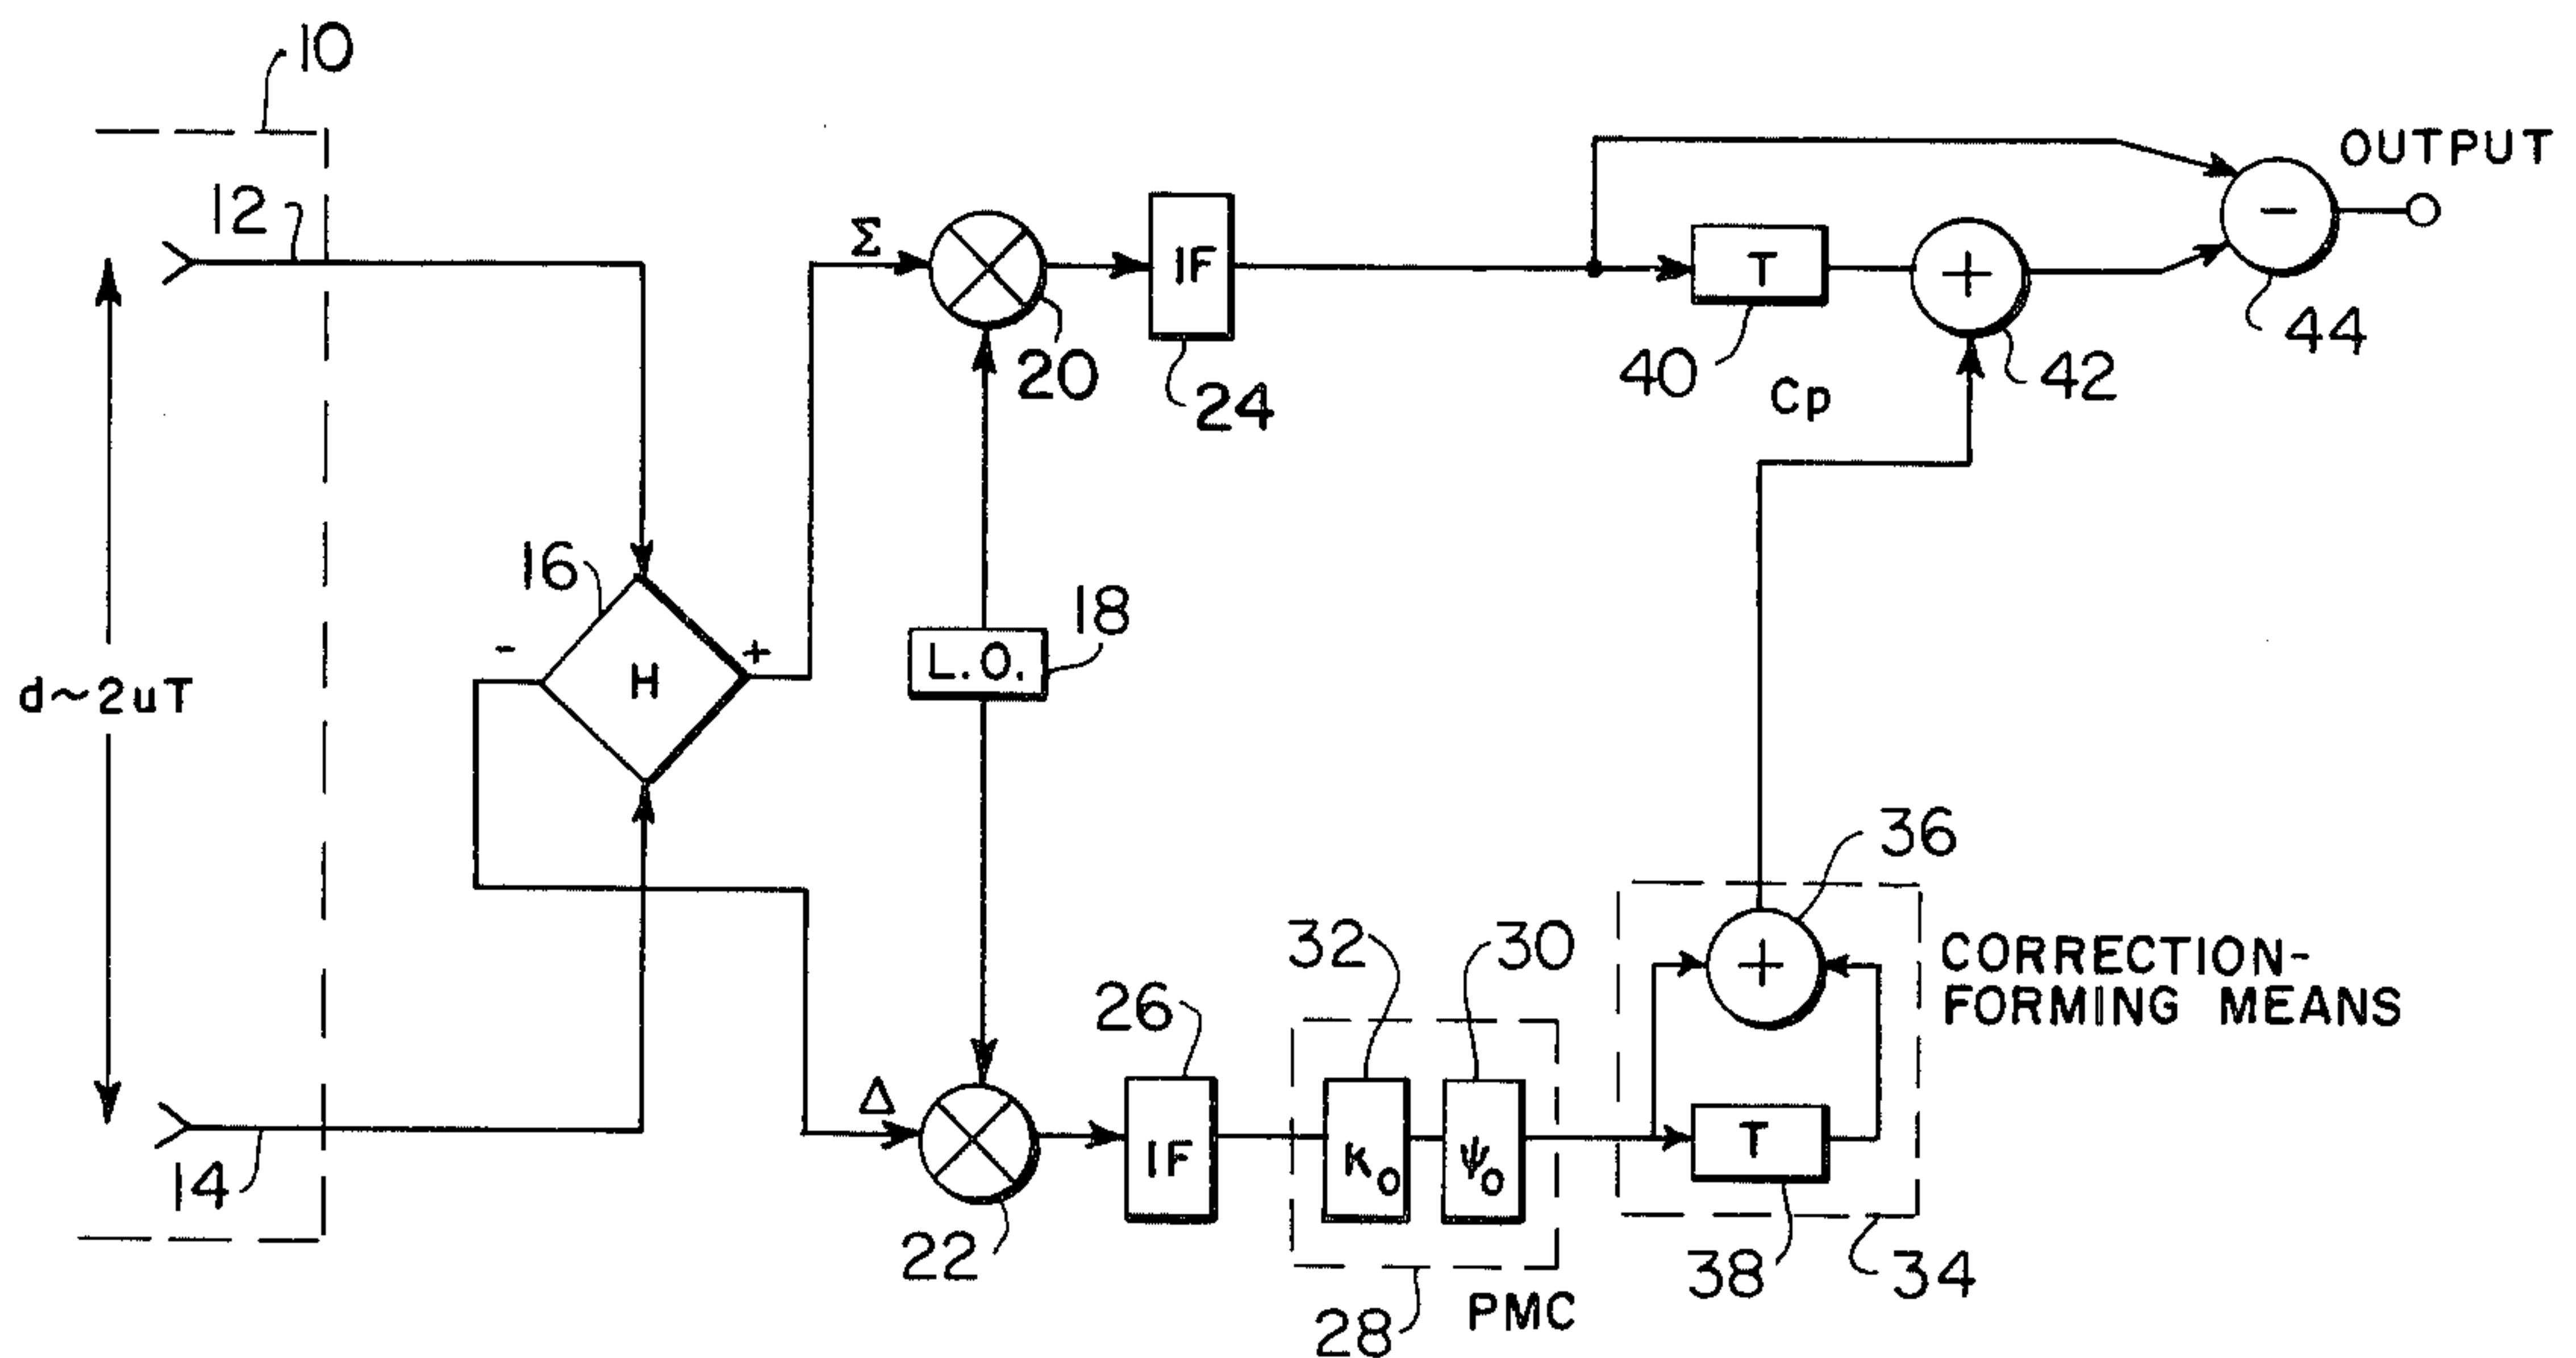 10
12
OUTPUT
Σ
IF
T
+
−
44
20
24
40
42
Cp
16
18
-
+
H
L.O.
d~2uT
36
32
30
CORRECTION-
FORMING MEANS
26
+
Δ
IF
K₀
ψ₀
T
14
22
38
34
28
PMC